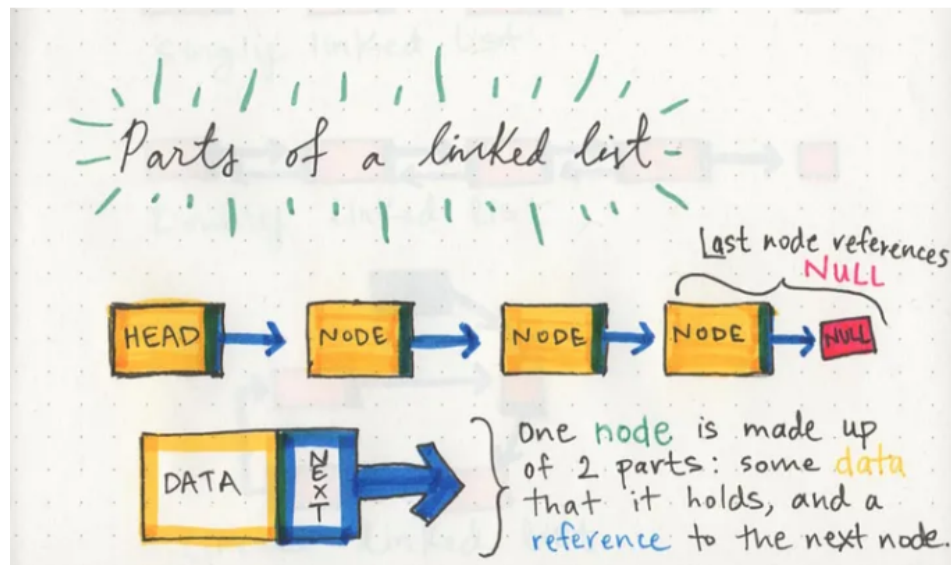 Parts of a linked list
Last node references
NULL
HEAD
NODE
NODE
NODE
NULL
DATA
NEXT
One node is made up
of 2 parts: some data
that it holds, and a
reference to the next node.